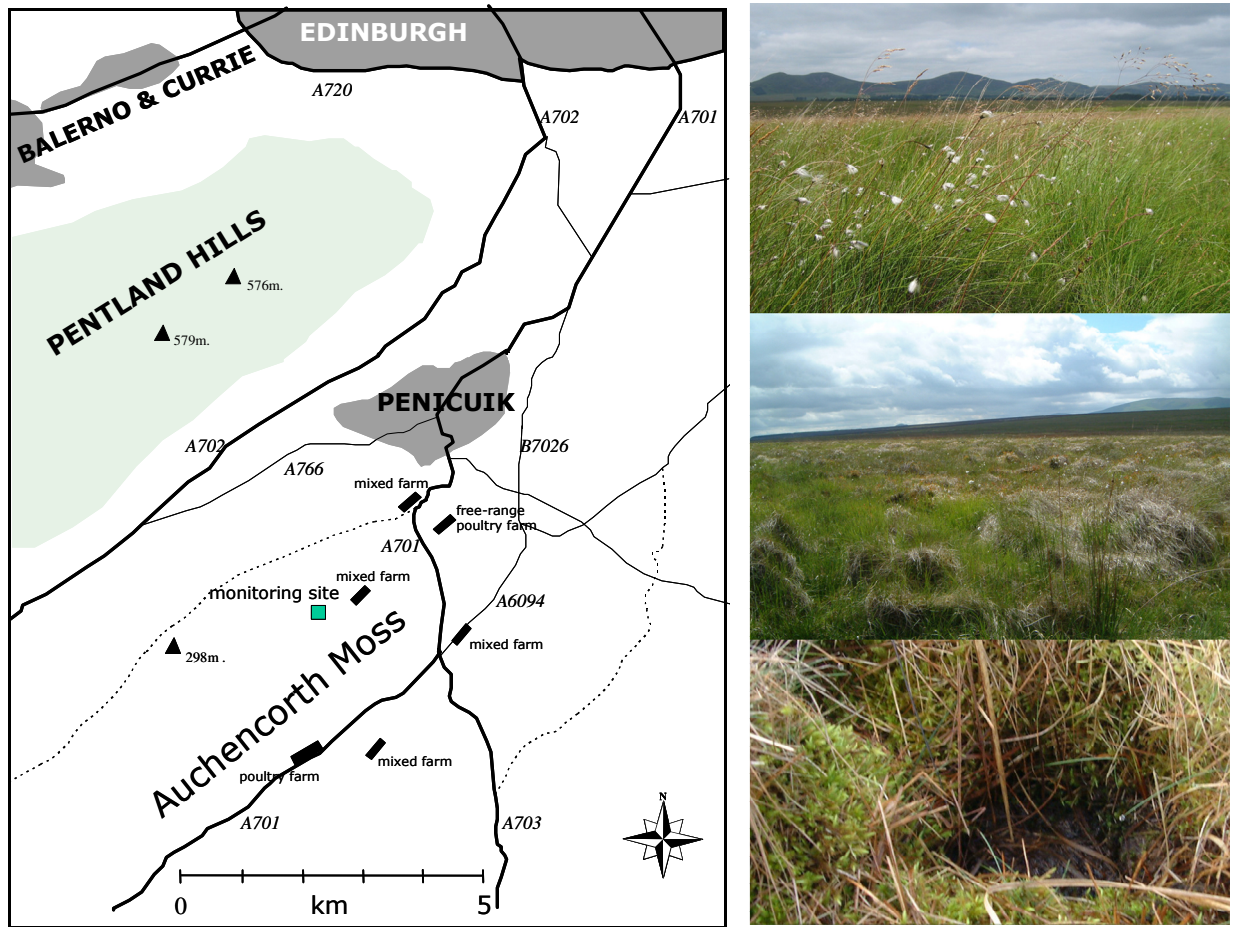 EDINBURGH
BALERNO & CURRIE
A720
A702
A701
PENTLAND HILLS
576m.
579m.
PENICUIK
A702
A766
B7026
mixed farm
free-range
poultry farm
A701
mixed farm
monitoring site
A6094
mixed farm
298m .
Auchencorth Moss
mixed farm
poultry farm
A701
A703
N
0 km 5